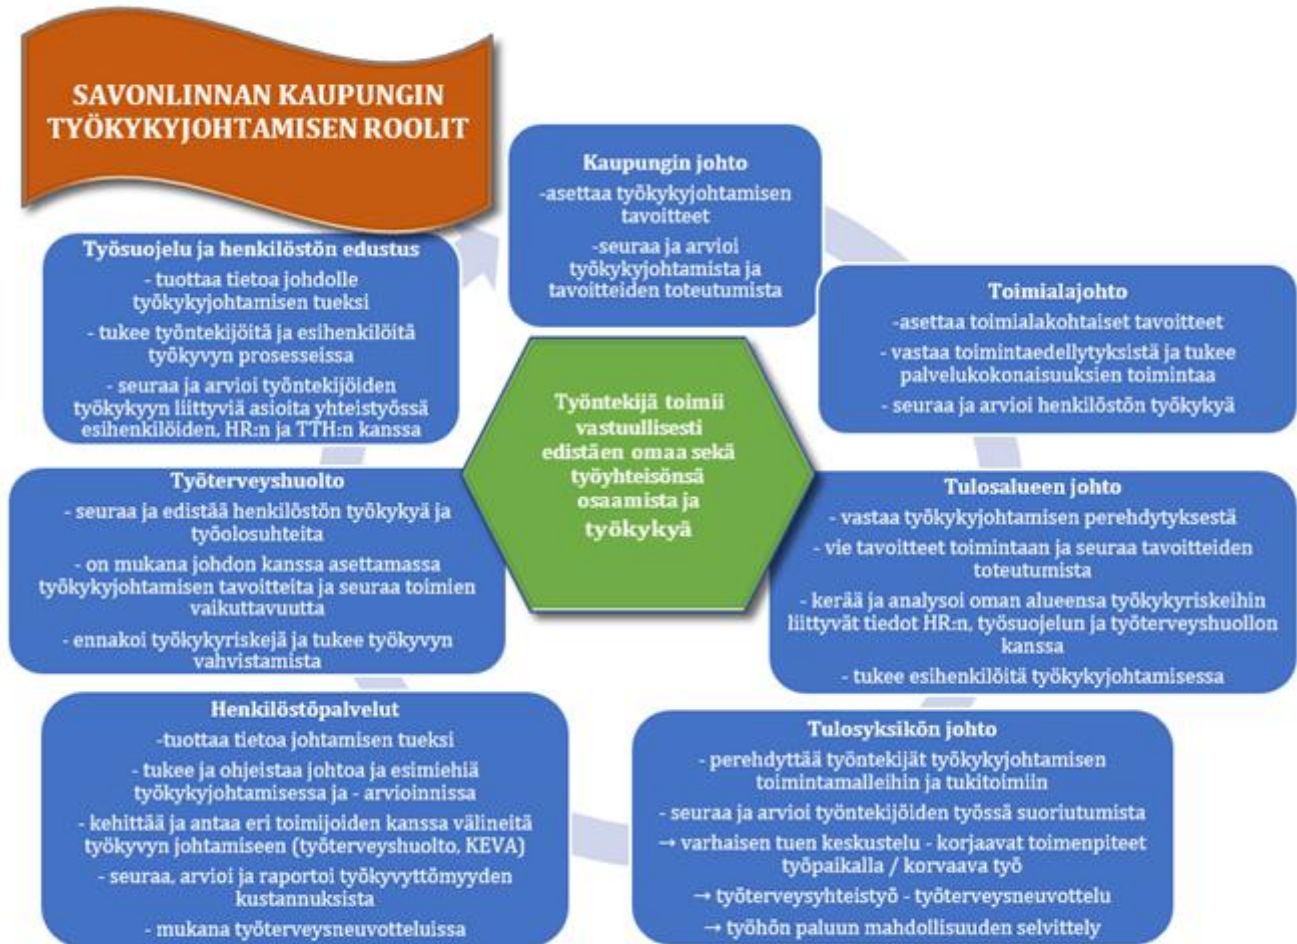 SAVONLINNAN KAUPUNGIN
TYÖKYKYJOHTAMISEN ROOLIT
Kaupungin johto
-asettaa työkykyjohtamisen
tavoitteet
-seuraa ja arvioi
työkykyjohtamista ja
tavoitteiden toteutumista
Toimialajohto
-asettaa toimialakohtaiset tavoitteet
- vastaa toimintaedellytyksistä ja tukee
palvelukokonaisuuksien toimintaa
- seuraa ja arvioi henkilöstön työkykyä
Tulosalueen johto
- vastaa työkykyjohtamisen perehdytyksestä
- vie tavoitteet toimintaan ja seuraa tavoitteiden
toteutumista
- kerää ja analysoi oman alueensa työkykyriskeihin
liittyvät tiedot HR:n, työsuojelun ja työterveyshuollon
kanssa
- tukee esihenkilöitä työkykyjohtamisessa
Tulosyksikön johto
- perehdyttää työntekijät työkykyjohtamisen
toimintamalleihin ja tukitoimiin
- seuraa ja arvioi työntekijöiden työssä suoriutumista
→ varhaisen tuen keskustelu - korjaavat toimenpiteet
työpaikalla / korvaava työ
→ työterveysyhteistyö - työterveysneuvottelu
→ työhön paluun mahdollisuuden selvittely
Henkilöstöpalvelut
-tuottaa tietoa johtamisen tueksi
- tukee ja ohjeistaa johtoa ja esimiehiä
työkykyjohtamisessa ja - arvioinnissa
- kehittää ja antaa eri toimijoiden kanssa välineitä
työkyvyn johtamiseen (työterveyshuolto, KEVA)
- seuraa, arvioi ja raportoi työkyvyttömyyden
kustannuksista
- mukana työterveysneuvotteluissa
Työterveyshuolto
- seuraa ja edistää henkilöstön työkykyä ja
työolosuhteita
- on mukana johdon kanssa asettamassa
työkykyjohtamisen tavoitteita ja seuraa toimien
vaikuttavuutta
- ennakoi työkykyriskejä ja tukee työkyvyn
vahvistamista
Työsuojelu ja henkilöstön edustus
- tuottaa tietoa johdolle
työkykyjohtamisen tueksi
- tukee työntekijöitä ja esihenkilöitä
työkyvyn prosesseissa
- seuraa ja arvioi työntekijöiden
työkykyyn liittyviä asioita yhteistyössä
esihenkilöiden, HR:n ja TTH:n kanssa
Työntekijä toimii
vastuullisesti
edistäen omaa sekä
työyhteisönsä
osaamista ja
työkykyä